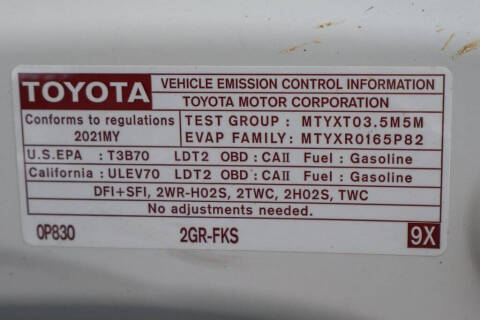 TOYOTA VEHICLE EMISSION CONTROL INFORMATION
TOYOTA MOTOR CORPORATION
Conforms to regulations TEST GROUP : MTYXT03.5M5M
2021MY EVAP FAMILY: MTYXR0165P82
U.S.EPA : T3B70 LDT2 OBD : CAII Fuel : Gasoline
California : ULEV70 LDT2 OBD : CAII Fuel : Gasoline
DFI+SFI, 2WR-H02S, 2TWC, 2H02S, TWC
No adjustments needed.
0P830 2GR-FKS 9X